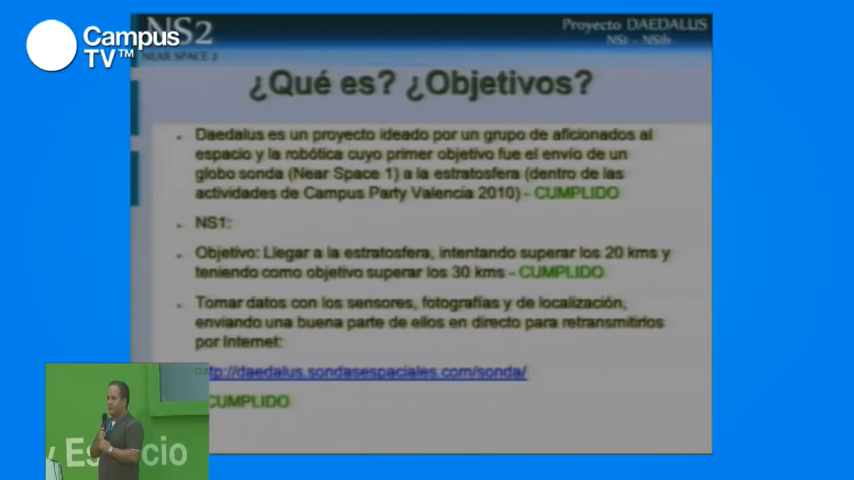 Campus
TV™
NS2
NEAR SPACE 2
Proyecto DAEDALUS
¿Qué es? ¿Objetivos?
Daedalus es un proyecto ideado por un grupo de aficionados al
espacio y la robótica cuyo primer objetivo fue el envío de un
globo sonda (Near Space 1) a la estratosfera (dentro de las
actividades de Campus Party Valencia 2010) - CUMPLIDO
NS1:
Objetivo: Llegar a la estratosfera, intentando superar los 20 kms y
teniendo como objetivo superar los 30 kms - CUMPLIDO
Tomar datos con los sensores, fotografías y de localización,
enviando una buena parte de ellos en directo para retransmitirlos
por Internet:
tp://daedalus.sondasespaciales.com/sonda/
CUMPLIDO
y Espacio